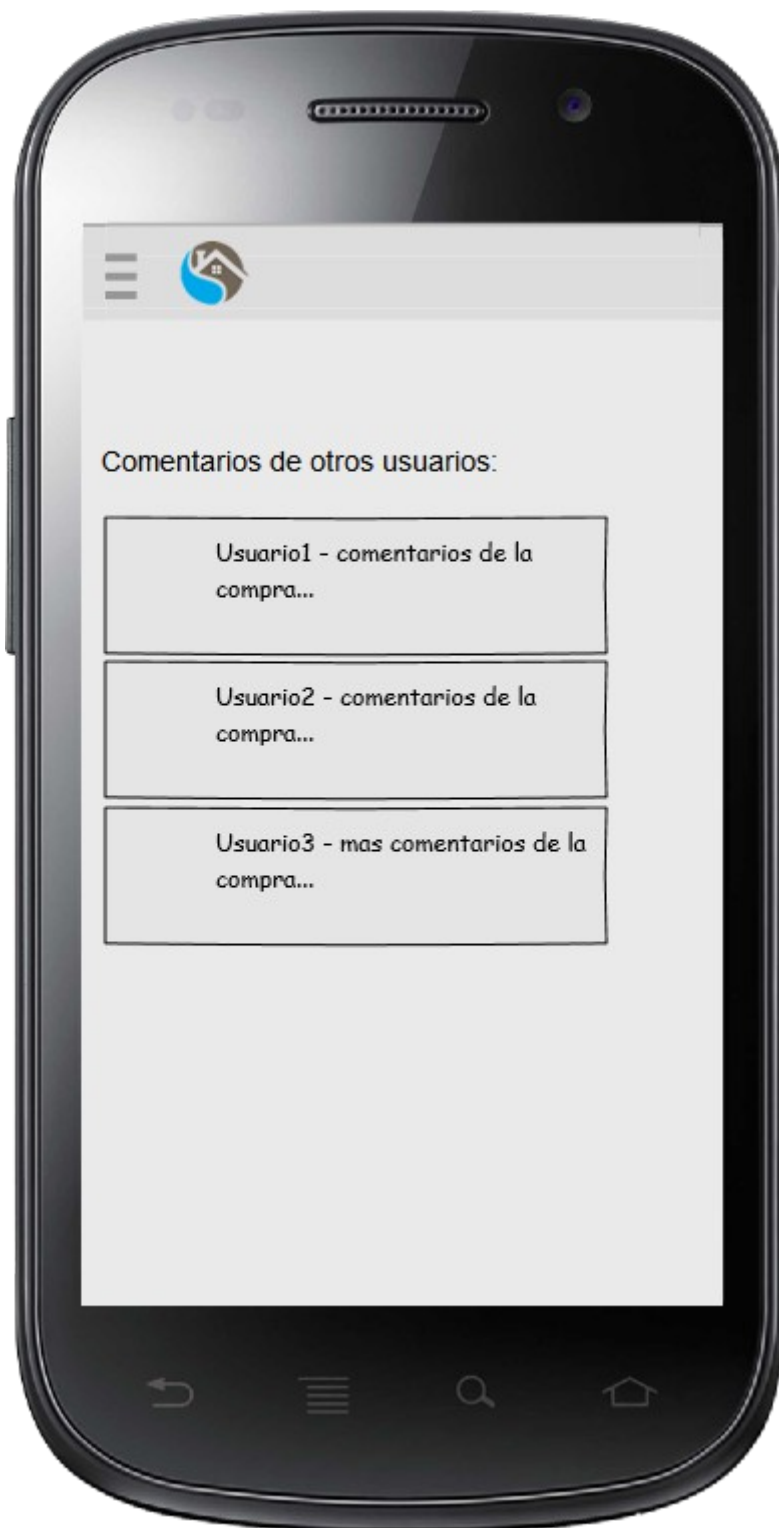 Comentarios de otros usuarios:
Usuario1 - comentarios de la
compra...
Usuario2 - comentarios de la
compra...
Usuario3 - mas comentarios de la
compra...